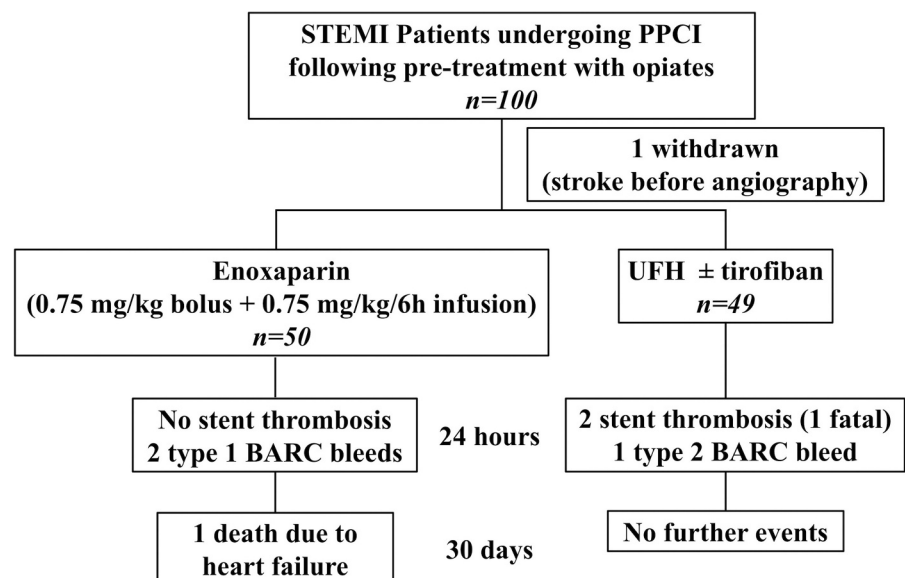 STEMI Patients undergoing PPCI
following pre-treatment with opiates
n=100
1 withdrawn
(stroke before angiography)
Enoxaparin
(0.75 mg/kg bolus + 0.75 mg/kg/6h infusion)
n=50
UFH ± tirofiban
n=49
No stent thrombosis
2 type 1 BARC bleeds
24 hours
2 stent thrombosis (1 fatal)
1 type 2 BARC bleed
1 death due to
heart failure
30 days
No further events